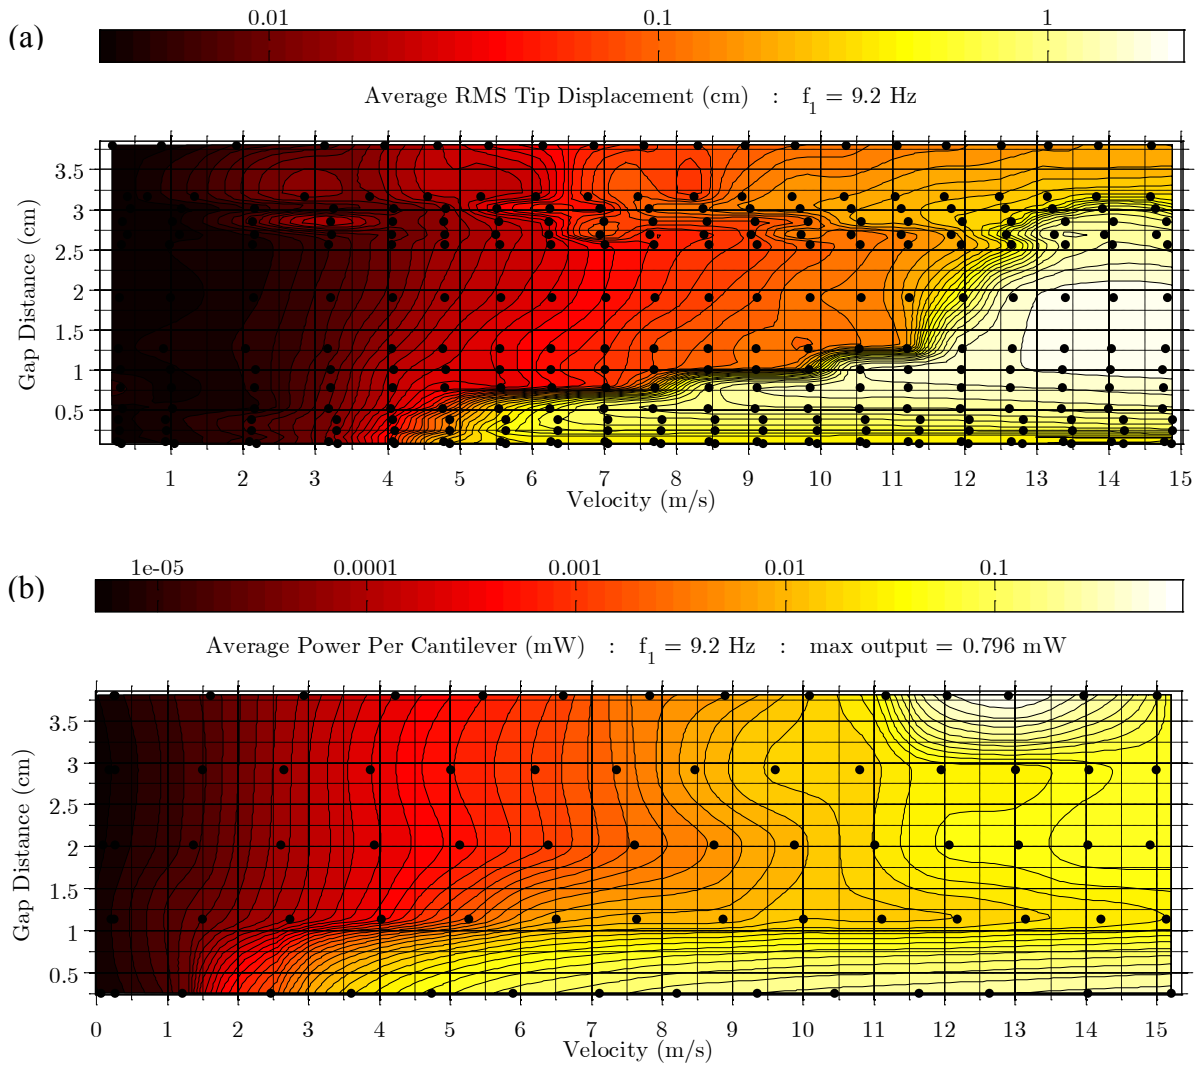 (a)
0.01 0.1 1
Average RMS Tip Displacement (cm) : f1 = 9.2 Hz
Gap Distance (cm)
3.5
3
2.5
2
1.5
1
0.5
1 2 3 4 5 6 7 8 9 10 11 12 13 14 15
Velocity (m/s)
(b)
1e-05 0.0001 0.001 0.01 0.1
Average Power Per Cantilever (mW) : f1 = 9.2 Hz : max output = 0.796 mW
Gap Distance (cm)
3.5
3
2.5
2
1.5
1
0.5
0 1 2 3 4 5 6 7 8 9 10 11 12 13 14 15
Velocity (m/s)